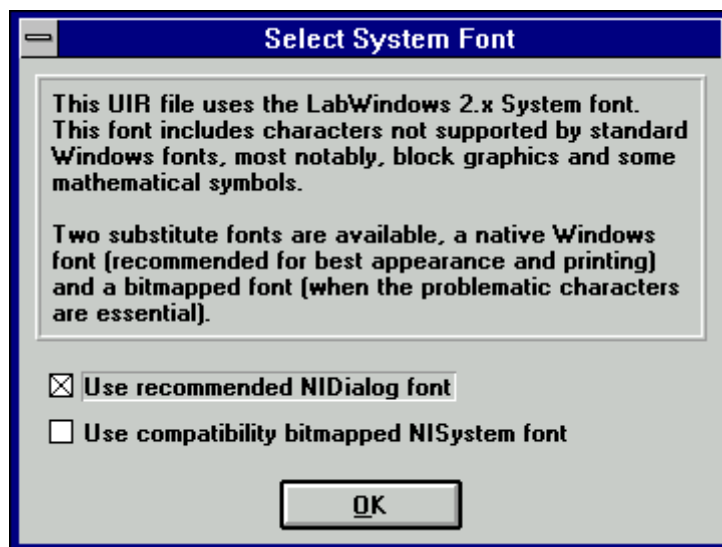 Select System Font
This UIR file uses the LabWindows 2.x System font.
This font includes characters not supported by standard
Windows fonts, most notably, block graphics and some
mathematical symbols.
Two substitute fonts are available, a native Windows
font (recommended for best appearance and printing)
and a bitmapped font (when the problematic characters
are essential).
Use recommended NIDialog font
Use compatibility bitmapped NISystem font
OK